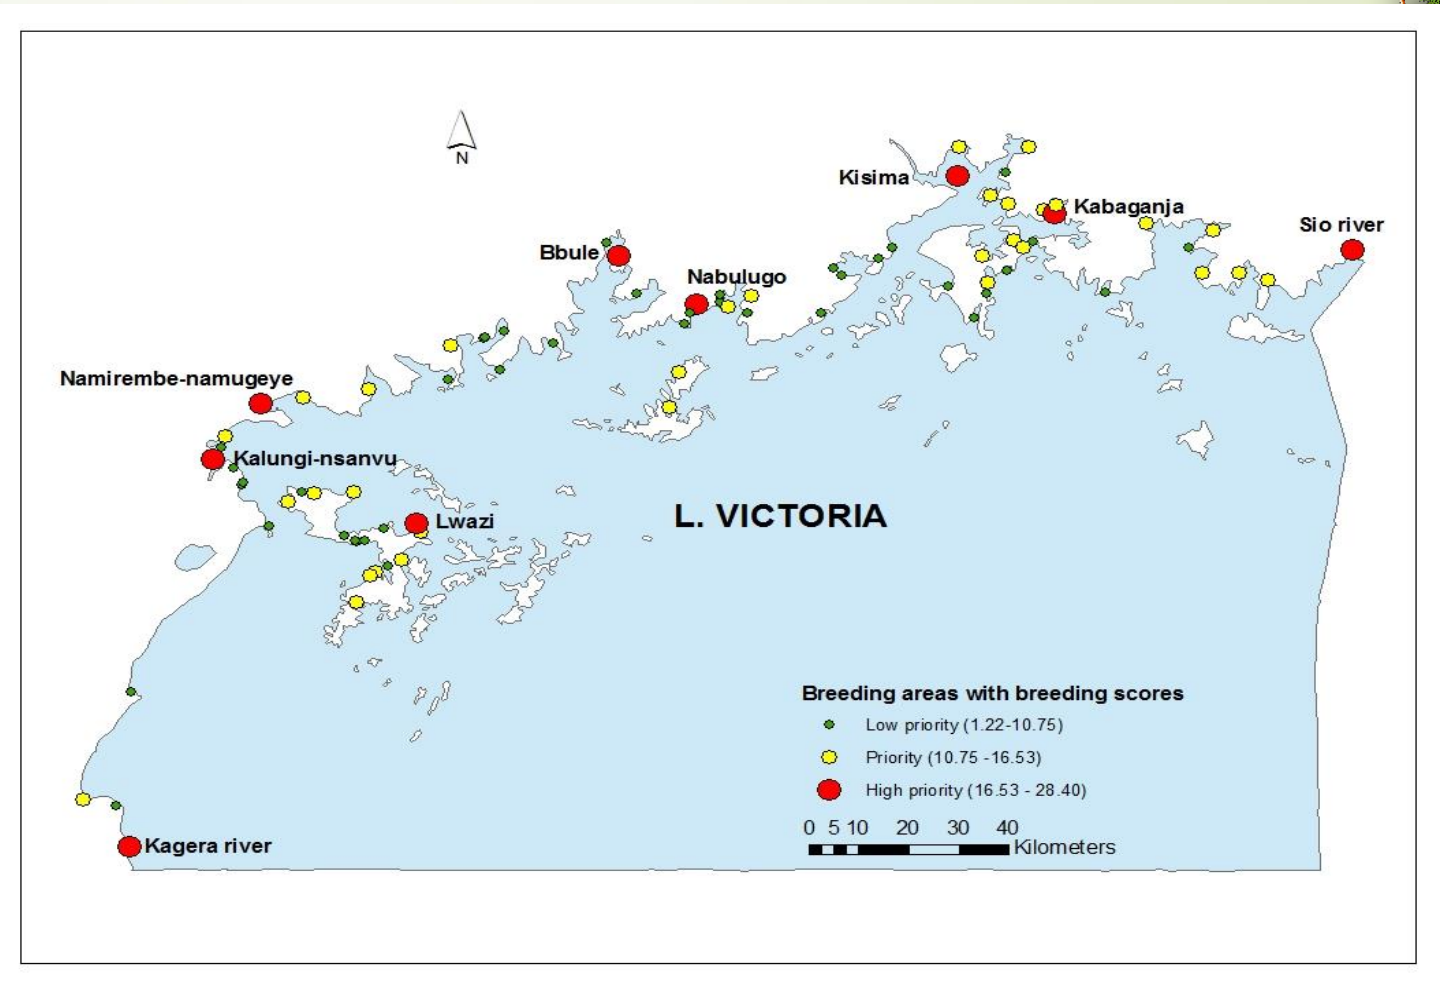 N
Kisima
Kabaganja
Sio river
Bbule
Nabulugo
Namirembe-namugeye
Kalungi-nsanvu
Lwazi
L. VICTORIA
Breeding areas with breeding scores
Low priority (1.22-10.75)
Priority (10.75 -16.53)
High priority (16.53 - 28.40)
0 5 10 20 30 40
Kilometers
Kagera river